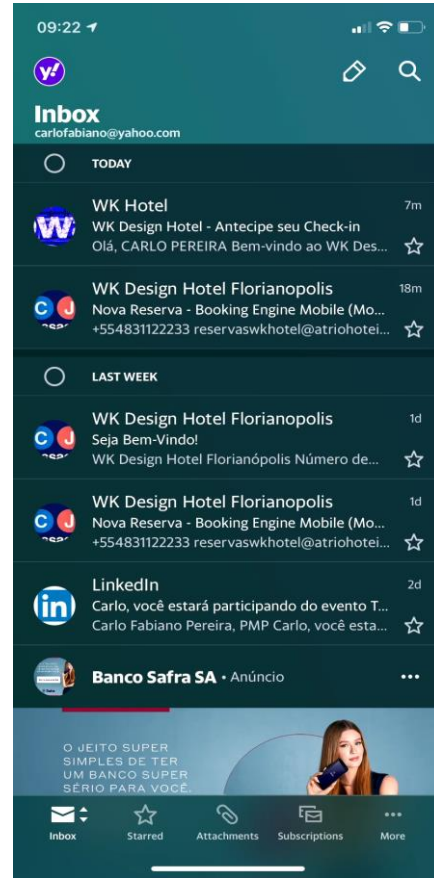 09:22
y!
Inbox
carlofabiano@yahoo.com
TODAY
WK Hotel 7m
WK Design Hotel - Antecipe seu Check-in
Olá, CARLO PEREIRA Bem-vindo ao WK Des...
WK Design Hotel Florianopolis 18m
Nova Reserva - Booking Engine Mobile (Mo...
+554831122233 reservaswkhotel@atriohotei...
LAST WEEK
WK Design Hotel Florianopolis 1d
Seja Bem-Vindo!
WK Design Hotel Florianópolis Número de...
WK Design Hotel Florianopolis 1d
Nova Reserva - Booking Engine Mobile (Mo...
+554831122233 reservaswkhotel@atriohotei...
LinkedIn 2d
Carlo, você estará participando do evento T...
Carlo Fabiano Pereira, PMP Carlo, você esta...
Banco Safra SA • Anúncio
O JEITO SUPER
SIMPLES DE TER
UM BANCO SUPER
SÉRIO PARA VOCÊ.
Inbox Starred Attachments Subscriptions More